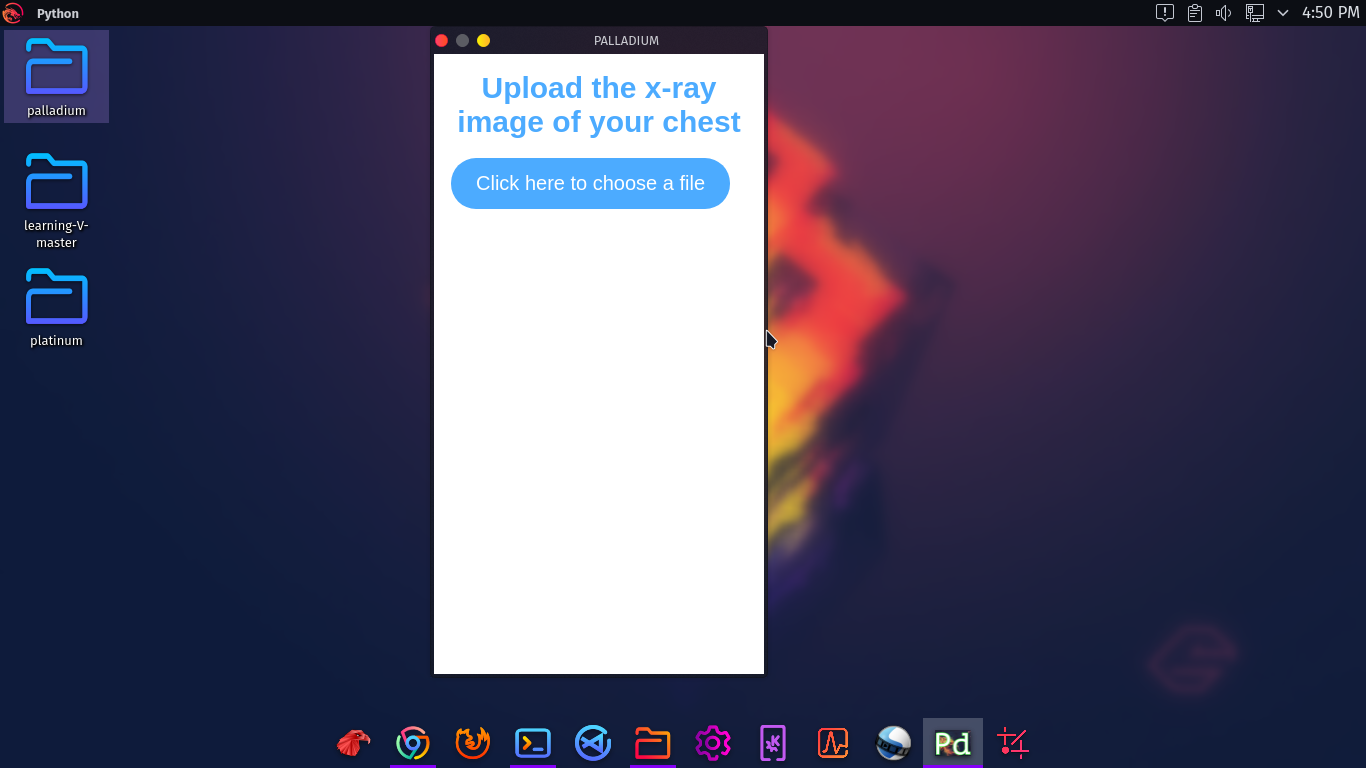 Python
4:50 PM
palladium
learning-V-
master
platinum
PALLADIUM
Upload the x-ray
image of your chest
Click here to choose a file
Pd